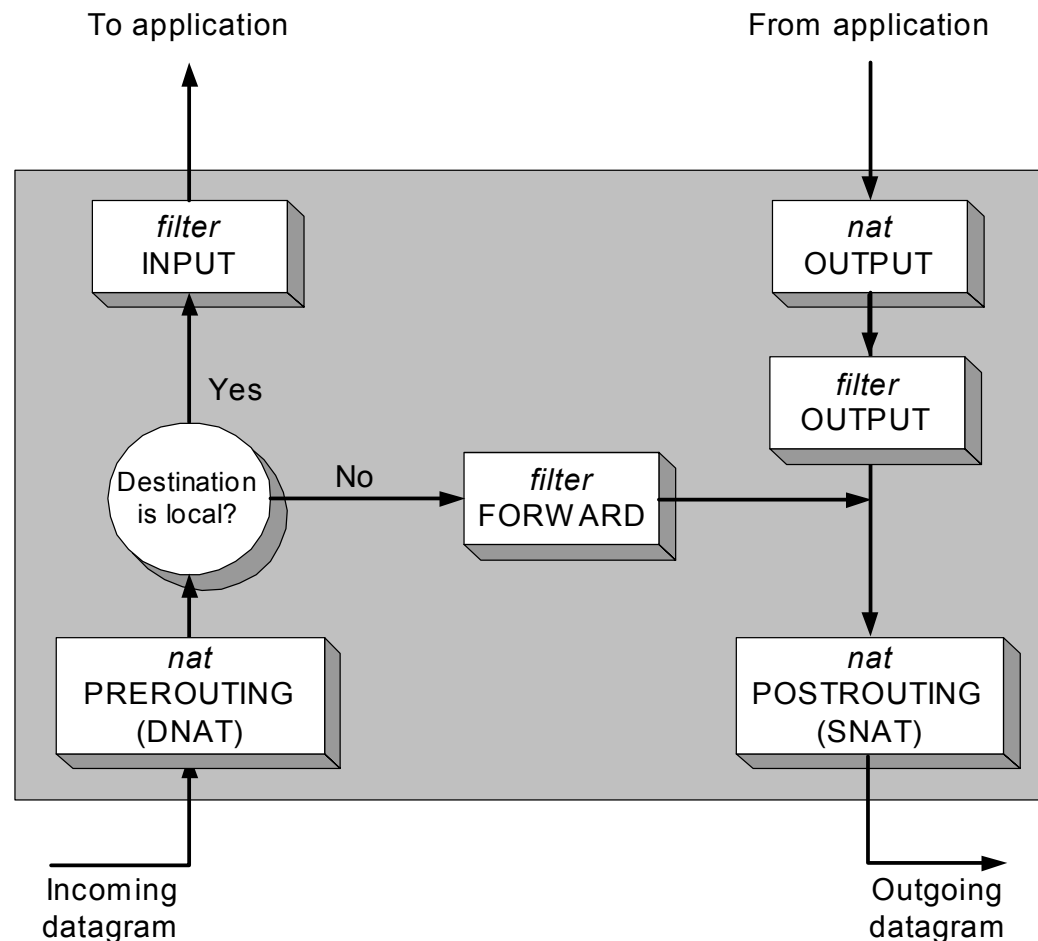 To application
From application
filter
INPUT
nat
OUTPUT
filter
OUTPUT
Yes
Destination
is local?
No
filter
FORWARD
nat
PREROUTING
(DNAT)
nat
POSTROUTING
(SNAT)
Incoming
datagram
Outgoing
datagram